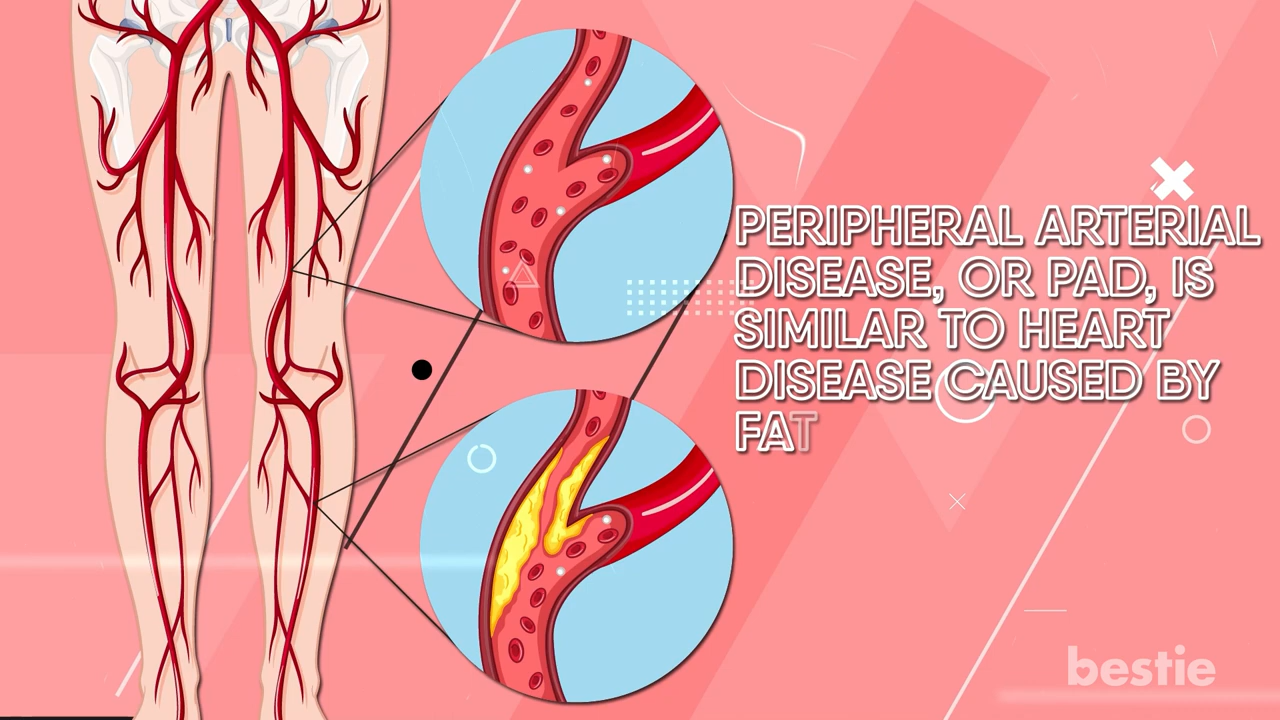 PERIPHERAL ARTERIAL
DISEASE, OR PAD, IS
SIMILAR TO HEART
DISEASE CAUSED BY
FAT
bestie